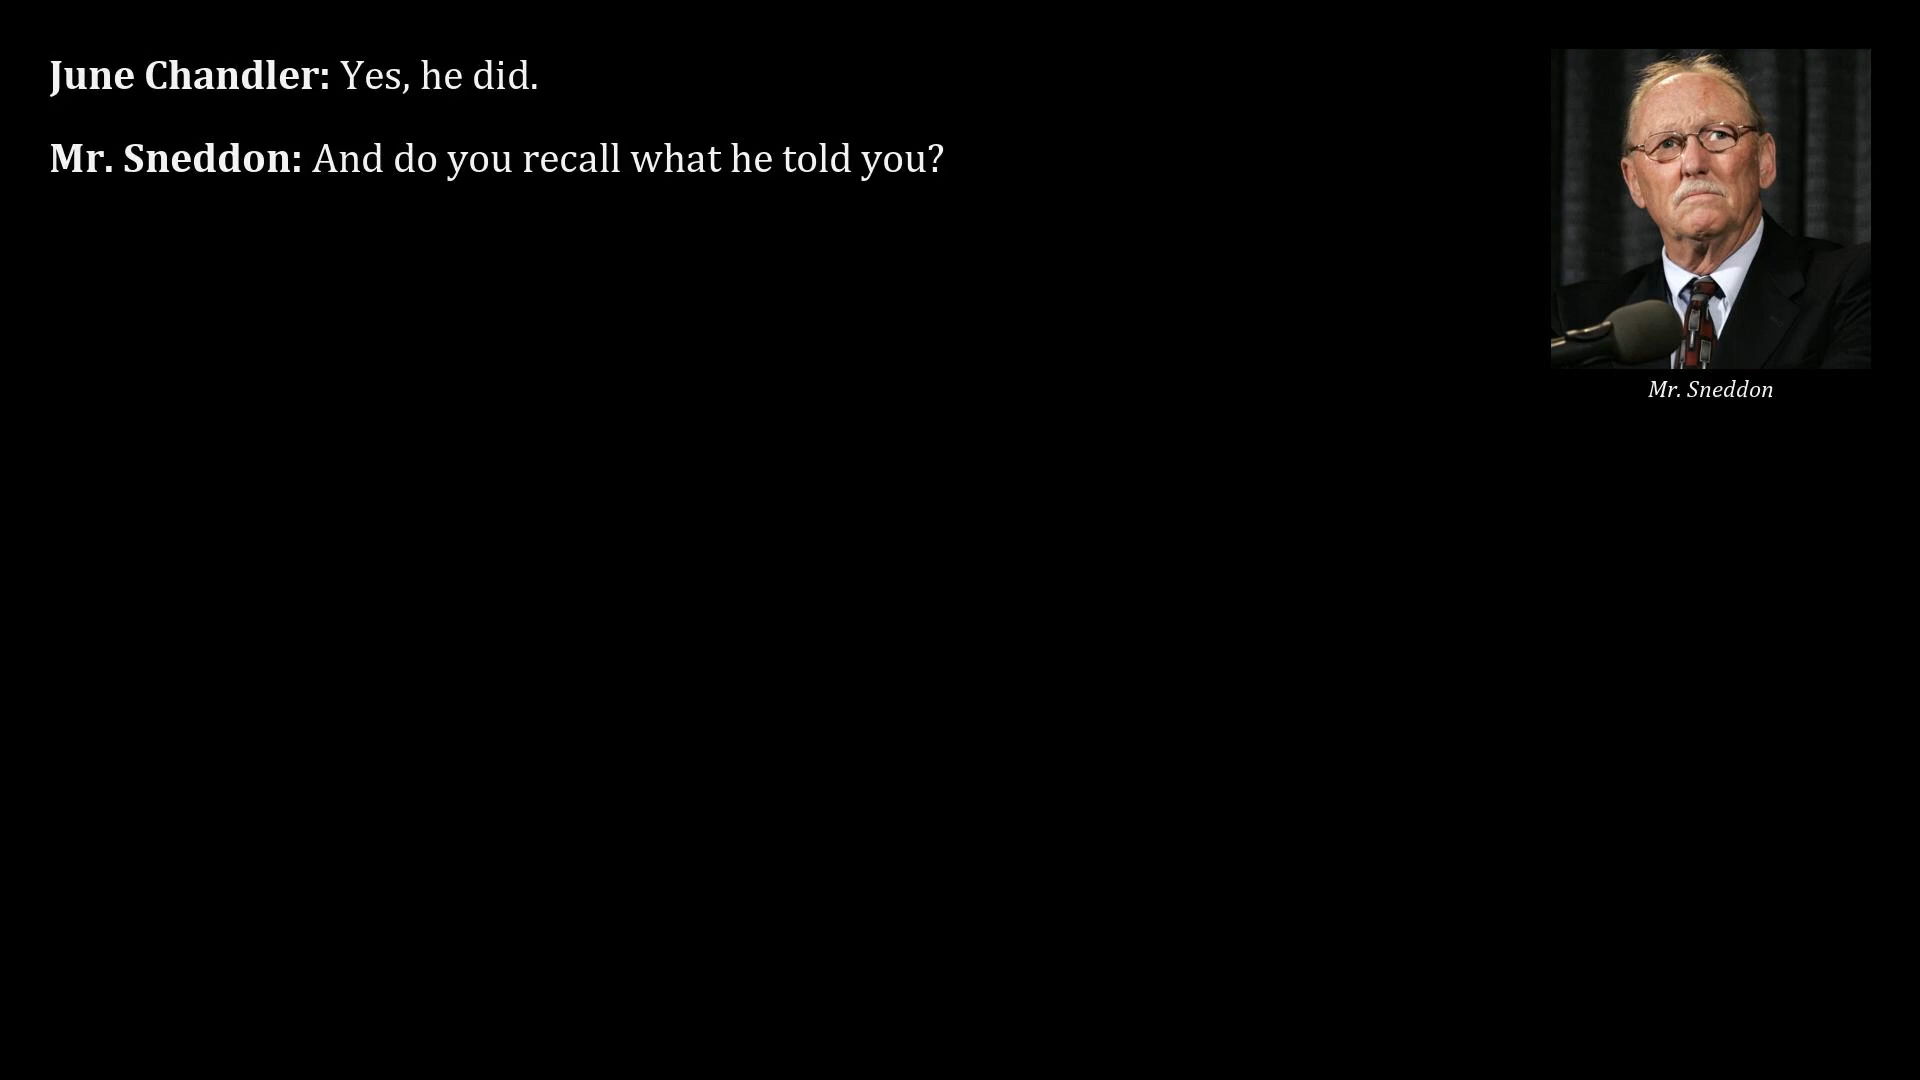 June Chandler: Yes, he did.
Mr. Sneddon: And do you recall what he told you?
Mr. Sneddon